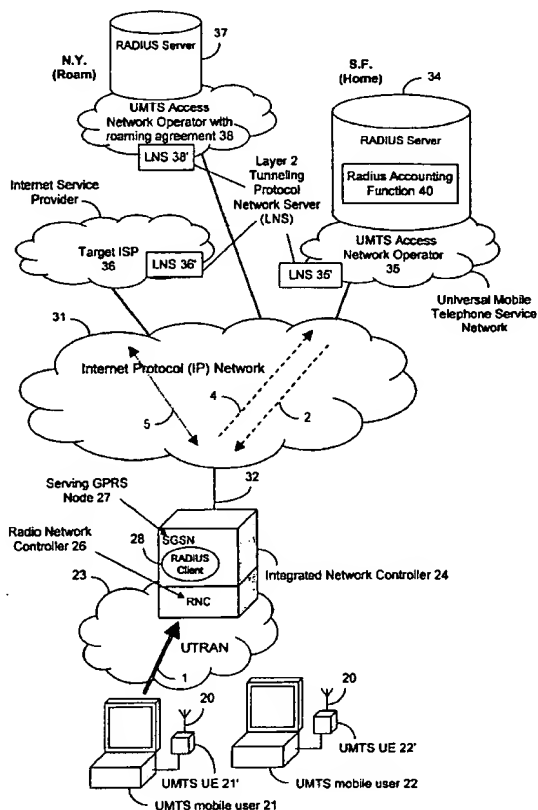 N.Y.
(Roam)
RADIUS Server
37
UMTS Access
Network Operator with
roaming agreement 38
LNS 38'
S.F.
(Home)
34
RADIUS Server
Radius Accounting
Function 40
Layer 2
Tunneling
Protocol
Network Server
(LNS)
Internet Service
Provider
Target ISP
36
LNS 36'
LNS 35'
UMTS Access
Network Operator
35
Universal Mobile
Telephone Service
Network
31
Internet Protocol (IP) Network
5
4
2
32
Serving GPRS
Node 27
Radio Network
Controller 26
28
23
SGSN
RADIUS
Client
RNC
Integrated Network Controller 24
UTRAN
1
20
20
UMTS UE 21'
UMTS UE 22'
UMTS mobile user 22
UMTS mobile user 21